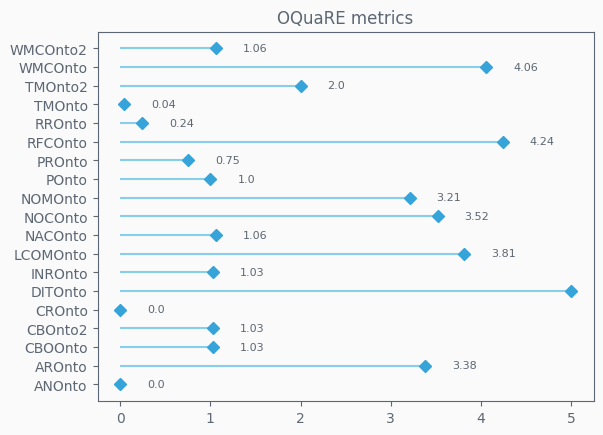 OQuaRE metrics
WMCOnto2 1.06
WMCOnto 4.06
TMOnto2 2.0
TMOnto 0.04
RROnto 0.24
RFCOnto 4.24
PROnto 0.75
POnto 1.0
NOMOnto 3.21
NOCOnto 3.52
NACOnto 1.06
LCOMOnto 3.81
INROnto 1.03
DITOnto
CROnto 0.0
CBOnto2 1.03
CBOOnto 1.03
AROnto 3.38
ANOnto 0.0
0 1 2 3 4 5